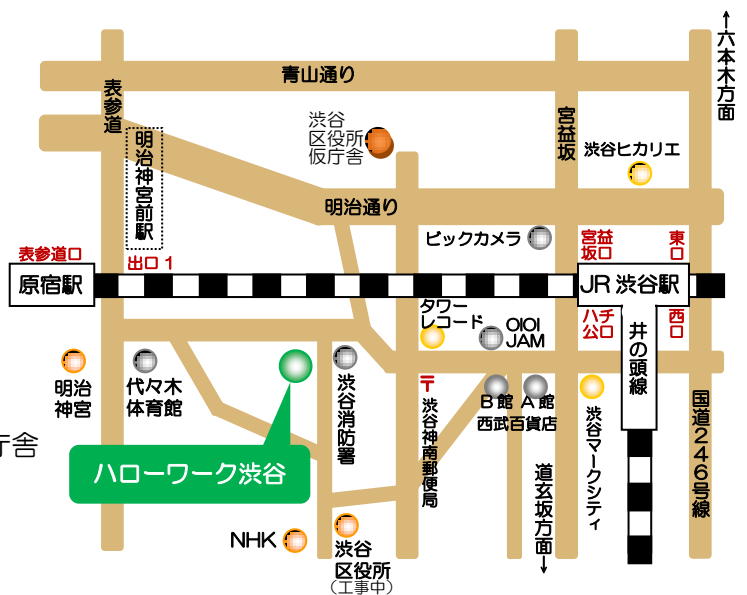 ↑六本木方面
青山通り
表参道
宮益坂
渋谷
区役所
仮庁舎
明治神宮前駅
渋谷ヒカリエ
明治通り
ビックカメラ
宮益
坂口
東
口
表参道口
出口1
原宿駅
JR 渋谷駅
タワー
レコード
OIOI
JAM
ハチ
公口
西
口
井の頭線
明治
神宮
代々木
体育館
渋谷消防署
〒
渋谷神南郵便局
B館
A館
西武百貨店
渋谷マークシティ
国道246号線
庁舎
ハローワーク渋谷
道玄坂方面→
NHK
渋谷
区役所
(工事中)